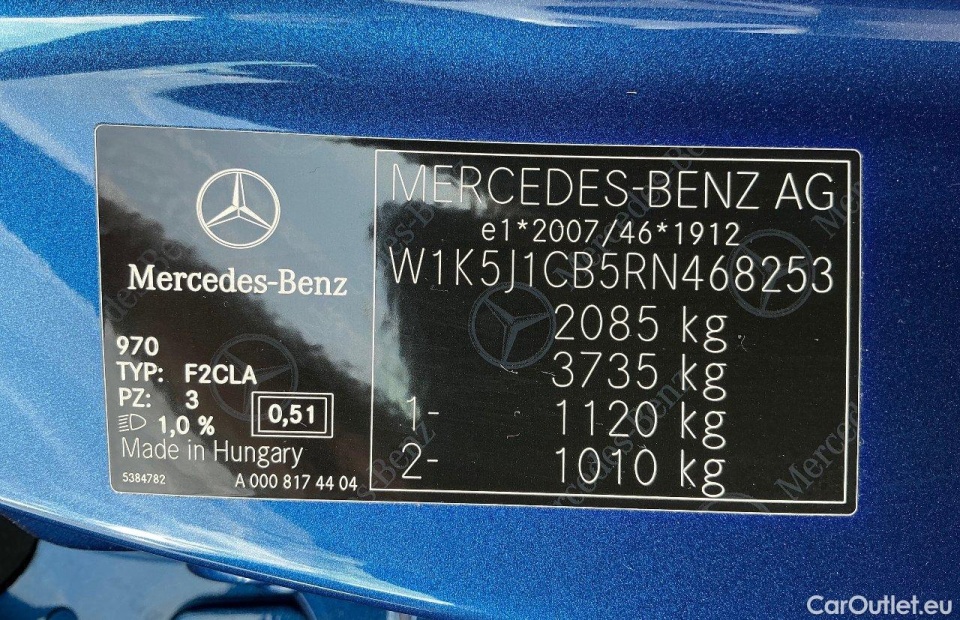 Mercedes-Benz
970
TYP: F2CLA
PZ: 3
1,0 %
0,51
Made in Hungary
5384782
A 000 817 44 04
MERCEDES-BENZ AG
e1*2007/46*1912
W1K5J1CB5RN468253
2085 kg
3735 kg
1- 1120 kg
2- 1010 kg
CarOutlet.eu